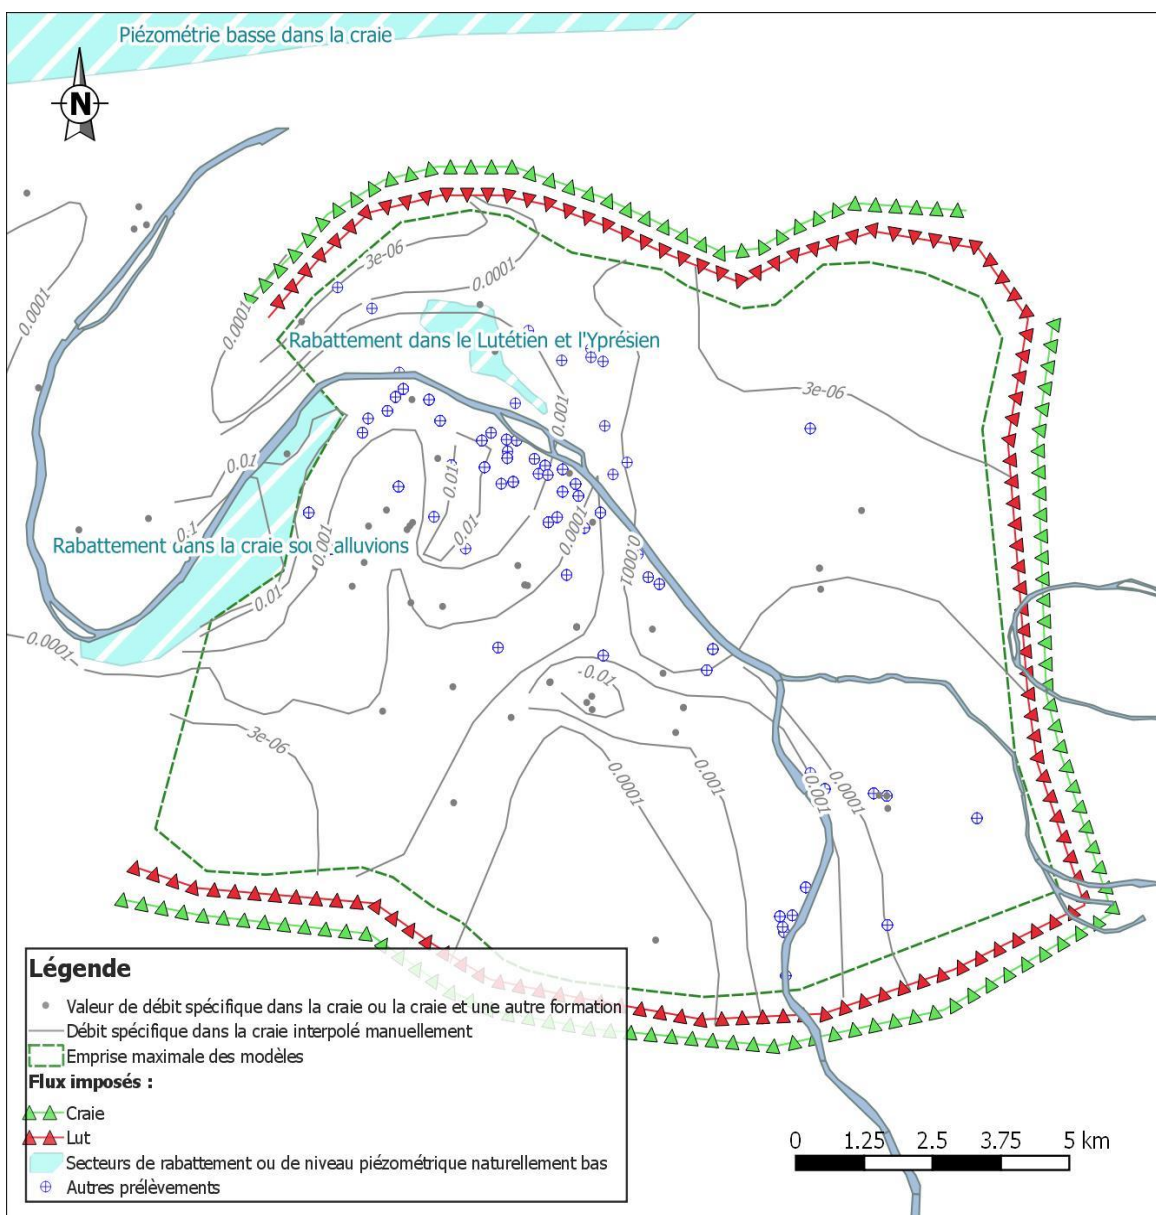 Piézométrie basse dans la craie
N
0.0001
0.0001
3e-06
0.0001
Rabattement dans le Lutétien et l'Yprésien
0.001
3e-06
0.01
0.01
0.01
0.001
0.0001
0.0001
Rabattement dans la craie sous alluvions
0.01
0.0001
-0.01
3e-06
0.0001
0.001
0.001
0.0001
Légende
Valeur de débit spécifique dans la craie ou la craie et une autre formation
Débit spécifique dans la craie interpolé manuellement
Emprise maximale des modèles
Flux imposés :
Craie
Lut
Secteurs de rabattement ou de niveau piézométrique naturellement bas
Autres prélèvements
0 1.25 2.5 3.75 5 km